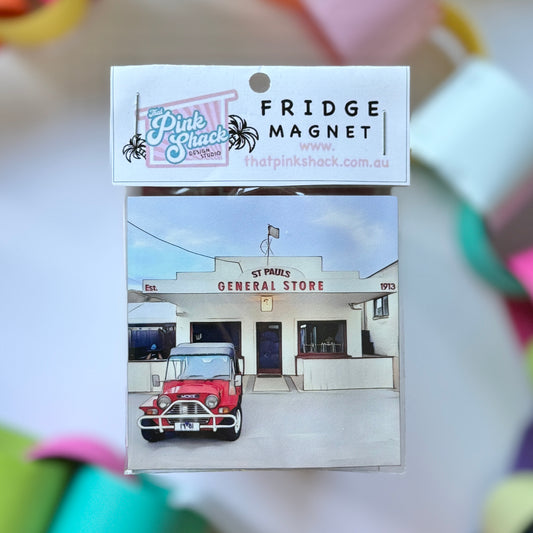 That
Pink
Shack
DESIGN STUDIO
FRIDGE
MAGNET
www.
thatpinkshack.com.au
ST PAULS
Est. GENERAL STORE 1913
MOKE